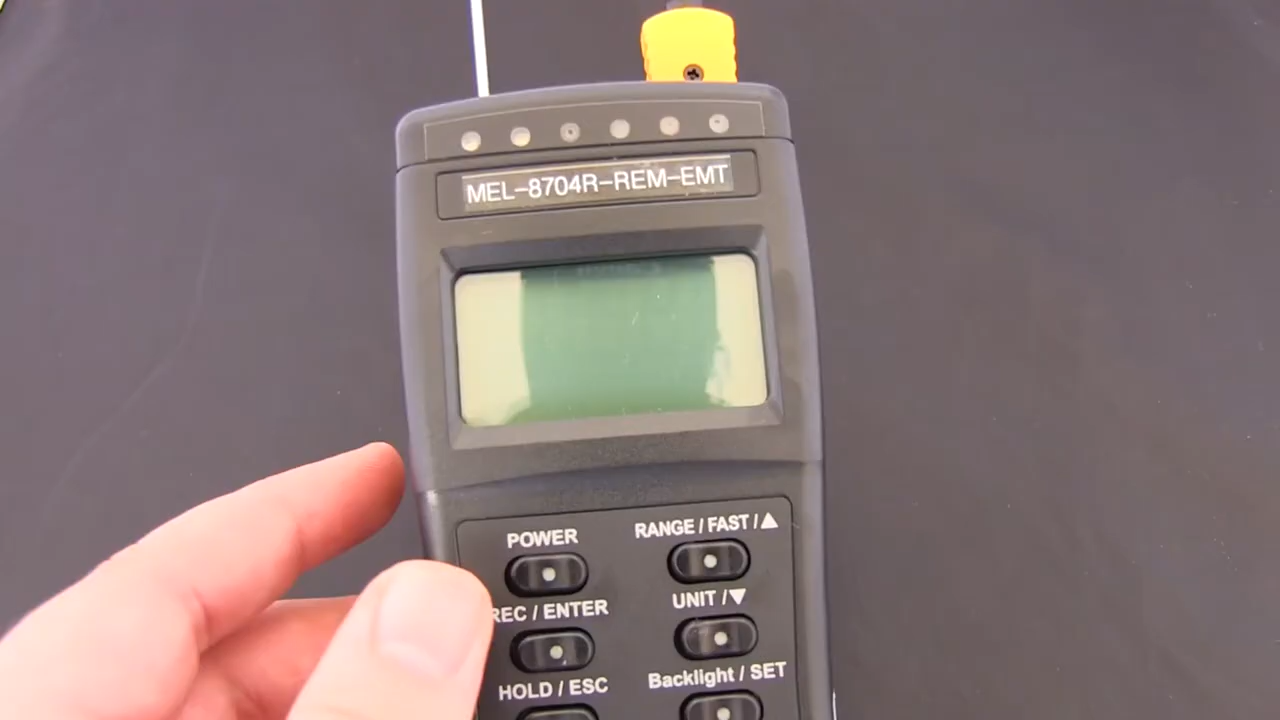 MEL-8704R-REM-EMT
POWER
RANGE / FAST / ▲
REC / ENTER
UNIT / ▼
HOLD / ESC
Backlight / SET